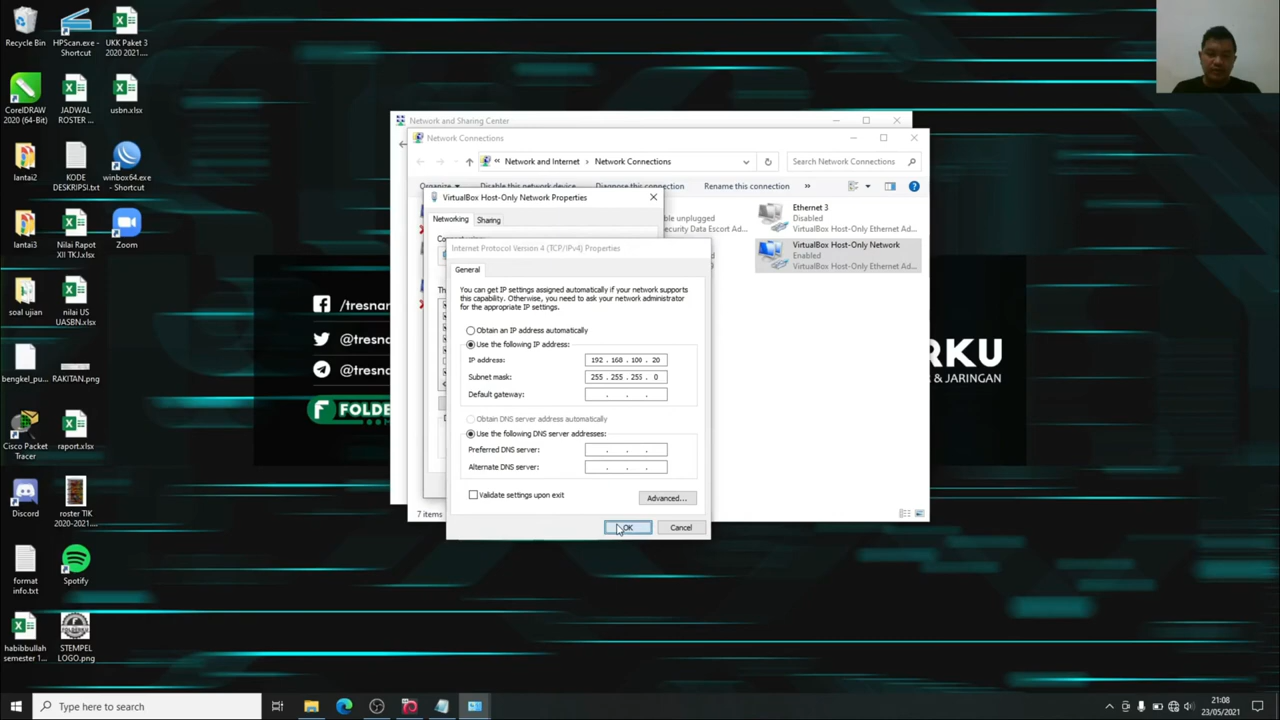 Recycle Bin
HPScan.exe - Shortcut
UKK Paket 3 2020 2021....
CorelDRAW 2020 (64-Bit)
JADWAL ROSTER ...
usbn.xlsx
lantai2
KODE DESKRIPSI.txt
winbox64.exe - Shortcut
lantai3
Nilai Rapot XII TKJ.xlsx
Zoom
soal ujian
nilai US UASBN.xlsx
bengkel_pu...
RAKITAN.png
Cisco Packet Tracer
raport.xlsx
Discord
roster TIK 2020-2021....
format info.txt
Spotify
habibbullah semester 1...
STEMPEL LOGO.png
/tresna
@tresna
@tresna
FOLDE
RKU
& JARINGAN
Network and Sharing Center
Network Connections
« Network and Internet › Network Connections
Search Network Connections
Organize
Disable this network device
Diagnose this connection
Rename this connection
»
ble unplugged
ecurity Data Escort Ad...
Ethernet 3
Disabled
VirtualBox Host-Only Ethernet Ad...
VirtualBox Host-Only Network
Enabled
VirtualBox Host-Only Ethernet Ad...
7 items
VirtualBox Host-Only Network Properties
Networking
Sharing
Internet Protocol Version 4 (TCP/IPv4) Properties
General
You can get IP settings assigned automatically if your network supports
this capability. Otherwise, you need to ask your network administrator
for the appropriate IP settings.
Obtain an IP address automatically
Use the following IP address:
IP address: 192 . 168 . 100 . 20
Subnet mask: 255 . 255 . 255 . 0
Default gateway: . . .
Obtain DNS server address automatically
Use the following DNS server addresses:
Preferred DNS server: . . .
Alternate DNS server: . . .
Validate settings upon exit
Advanced...
OK
Cancel
Type here to search
21:08
23/05/2021